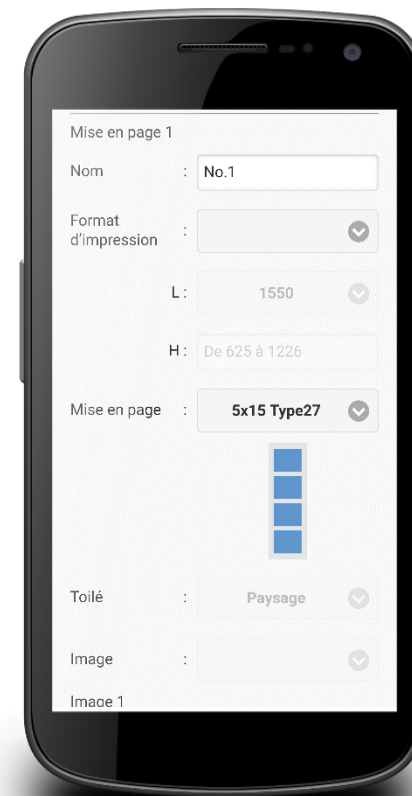 Mise en page 1
Nom : No.1
Format
d'impression :
L : 1550
H : De 625 à 1226
Mise en page : 5x15 Type27
Toilé : Paysage
Image :
Image 1